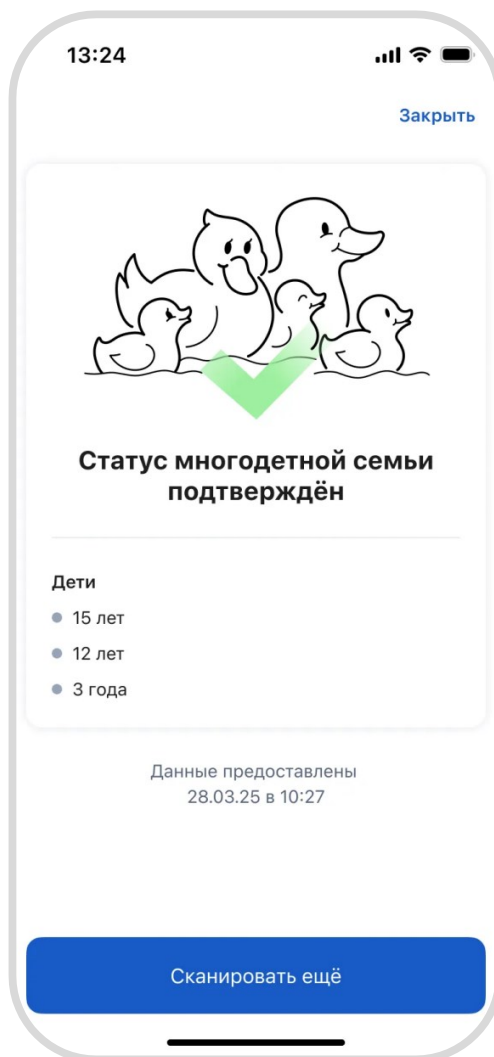 13:24
Закрыть
Статус многодетной семьи
подтверждён
Дети
15 лет
12 лет
3 года
Данные предоставлены
28.03.25 в 10:27
Сканировать ещё